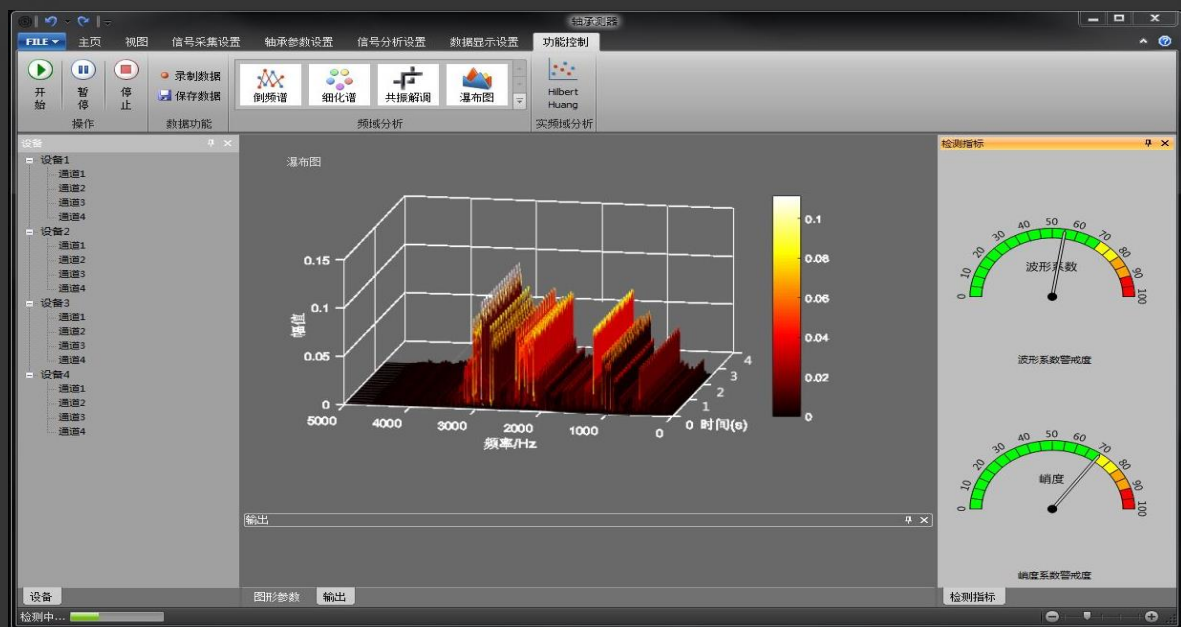 轴承测器
FILE 主页 视图 信号采集设置 轴承参数设置 信号分析设置 数据显示设置 功能控制
开始 暂停 停止
录制数据
保存数据
倒频谱 细化谱 共振解调 瀑布图
Hilbert
Huang
操作 数据功能 频域分析 实频域分析
设备
设备1
通道1
通道2
通道3
通道4
设备2
通道1
通道2
通道3
通道4
设备3
通道1
通道2
通道3
通道4
设备4
通道1
通道2
通道3
通道4
设备
检测中...
瀑布图
幅值
0.15
0.1
0.05
0
5000 4000 3000 2000 1000 0
频率/Hz
0 1 2 3 4
时间(s)
0.1
0.08
0.06
0.04
0.02
0
输出
图形参数 输出
检测指标
0 10 20 30 40 50 60 70 80 90 100
波形系数
波形系数警戒度
0 10 20 30 40 50 60 70 80 90 100
峭度
峭度系数警戒度
检测指标